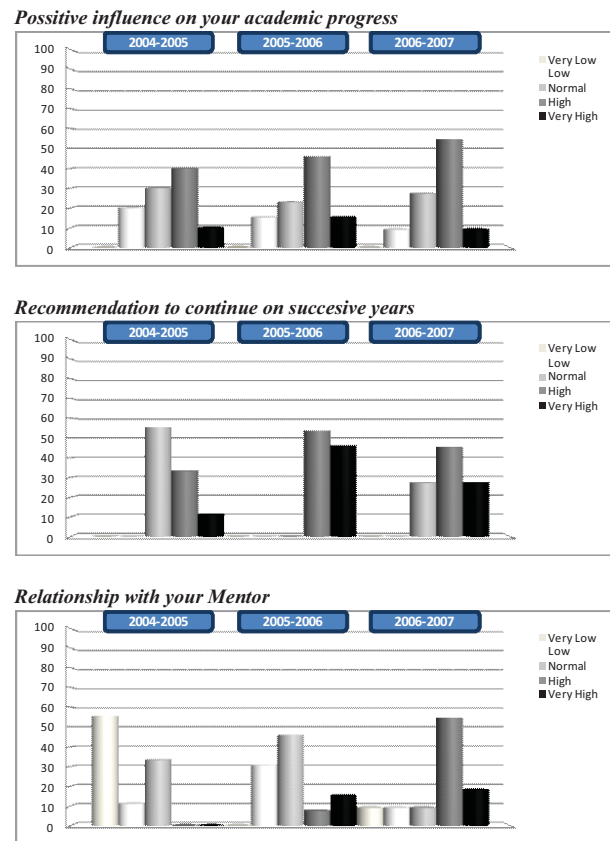 Possitive influence on your academic progress
2004-2005 2005-2006 2006-2007
100
90
80
70
60
50
40
30
20
10
0
Very Low
Low
Normal
High
Very High
Recommendation to continue on succesive years
2004-2005 2005-2006 2006-2007
100
90
80
70
60
50
40
30
20
10
0
Very Low
Low
Normal
High
Very High
Relationship with your Mentor
2004-2005 2005-2006 2006-2007
100
90
80
70
60
50
40
30
20
10
0
Very Low
Low
Normal
High
Very High